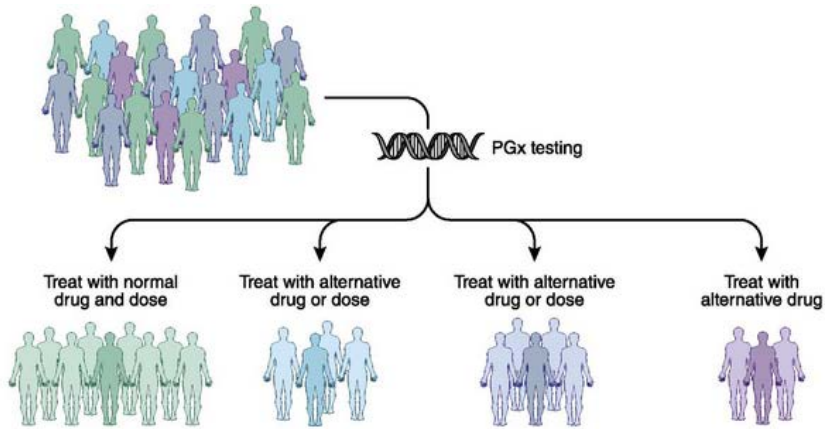 PGx testing
Treat with normal
drug and dose
Treat with alternative
drug or dose
Treat with alternative
drug or dose
Treat with
alternative drug